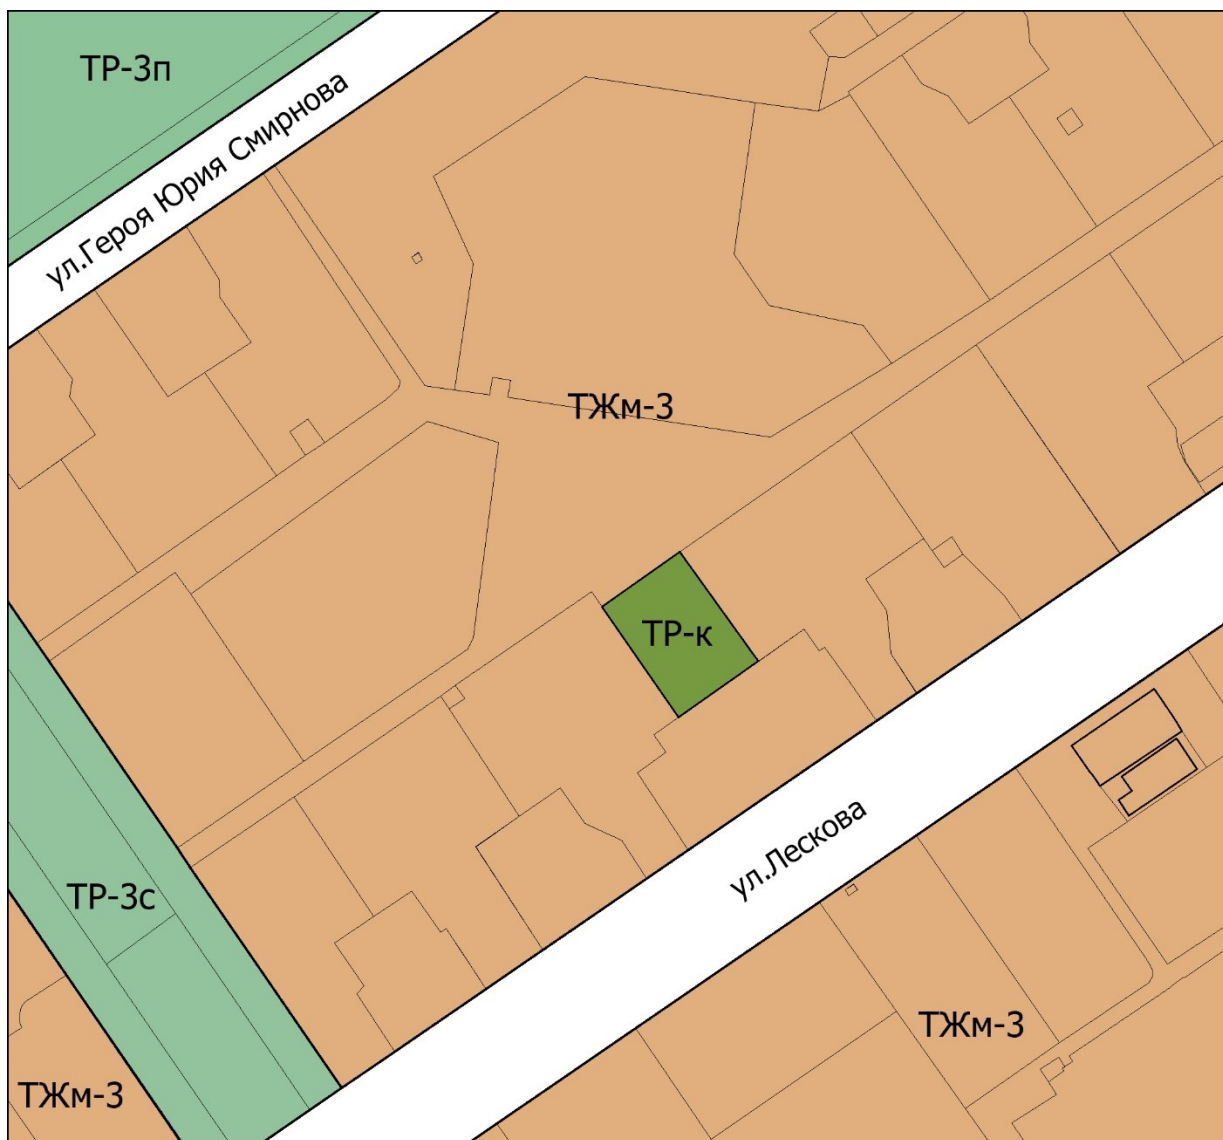 ТР-3п
ул.Героя Юрия Смирнова
ТЖм-3
ТР-к
ул.Лескова
ТР-3с
ТЖм-3
ТЖм-3